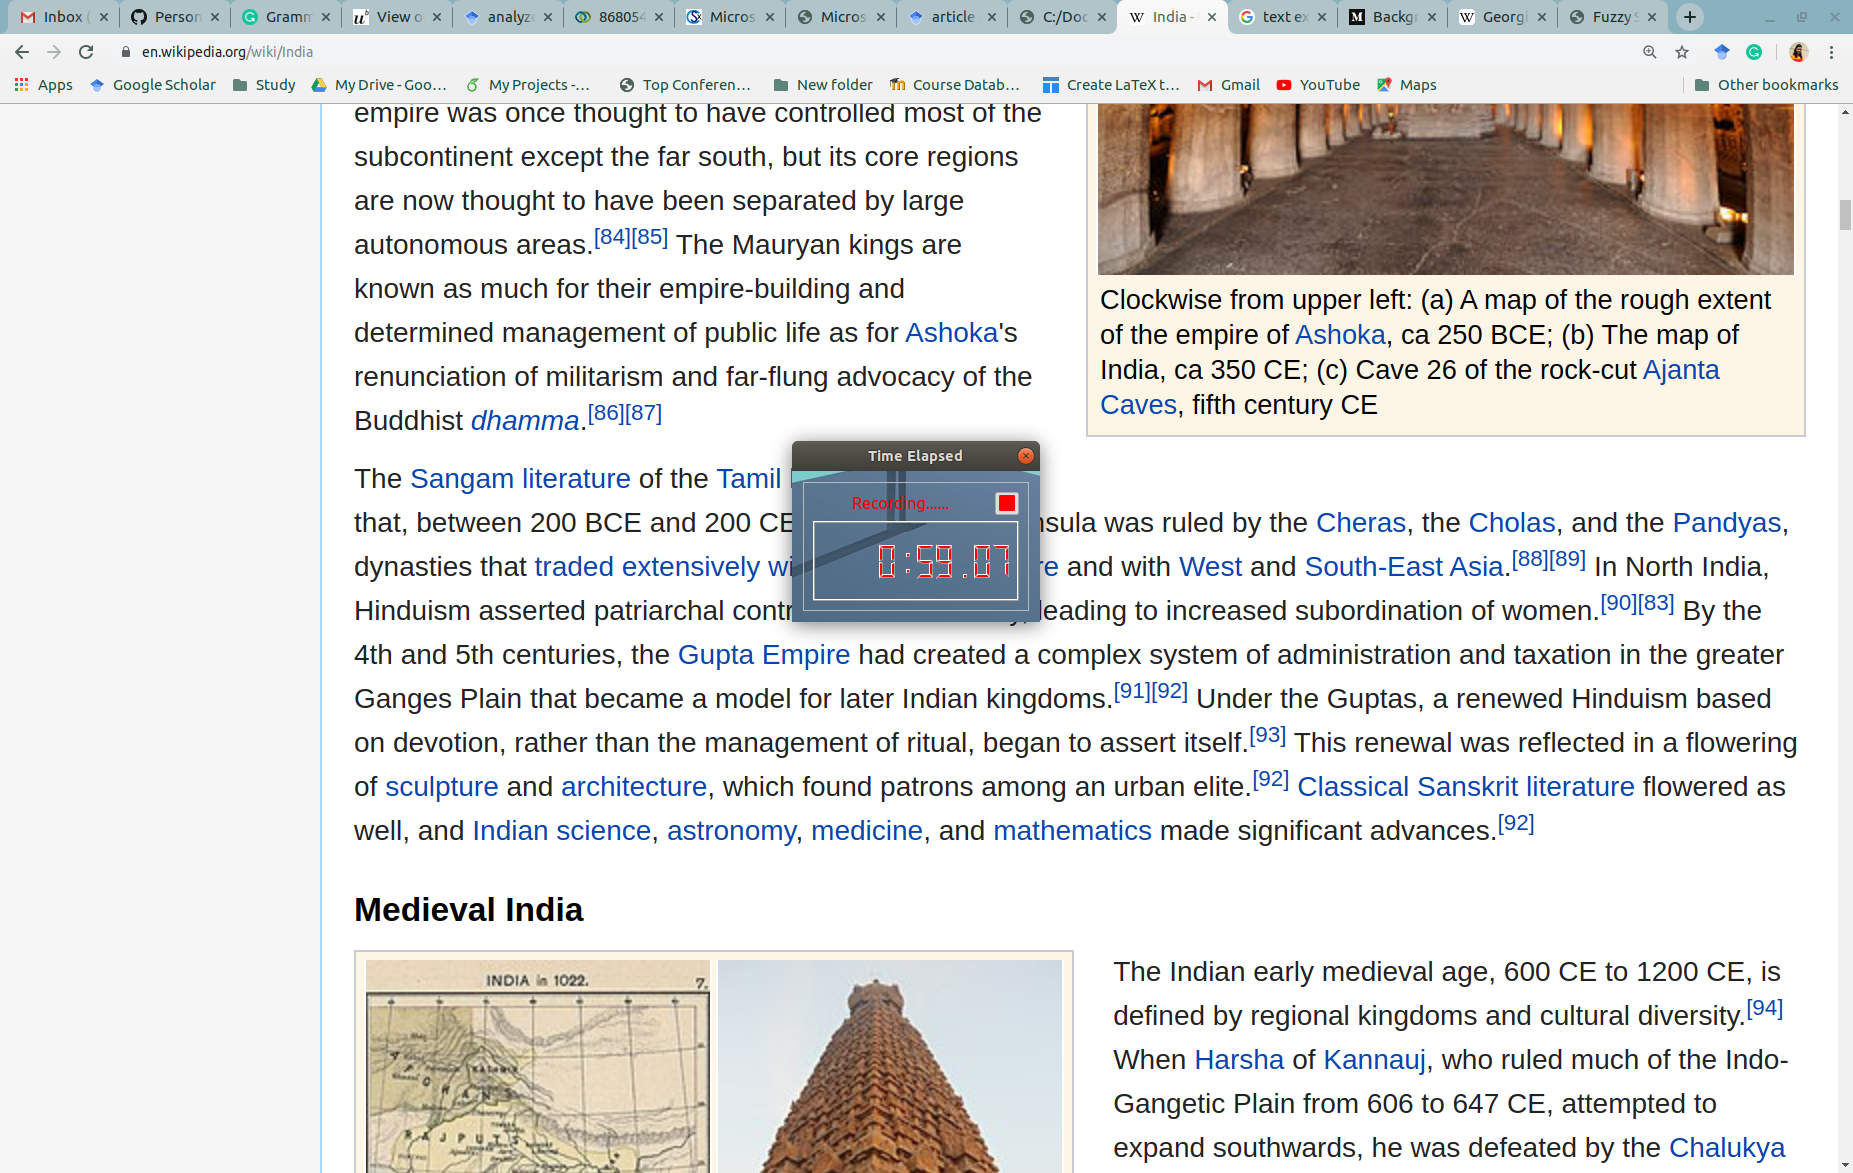 Inbox (
Person
Gramm
View o
analyze
868054
Micros
Micros
article
C:/Doc
India -
text ex
Backgr
Georgi
Fuzzy S
en.wikipedia.org/wiki/India
Apps
Google Scholar
Study
My Drive - Goo...
My Projects -...
Top Conferen...
New folder
Course Datab...
Create LaTeX t...
Gmail
YouTube
Maps
Other bookmarks
empire was once thought to have controlled most of the
subcontinent except the far south, but its core regions
are now thought to have been separated by large
autonomous areas.[84][85] The Mauryan kings are
known as much for their empire-building and
determined management of public life as for Ashoka's
renunciation of militarism and far-flung advocacy of the
Buddhist dhamma.[86][87]
Clockwise from upper left: (a) A map of the rough extent
of the empire of Ashoka, ca 250 BCE; (b) The map of
India, ca 350 CE; (c) Cave 26 of the rock-cut Ajanta
Caves, fifth century CE
Time Elapsed
Recording......
0:59.07
The Sangam literature of the Tamil
that, between 200 BCE and 200 CE nsula was ruled by the Cheras, the Cholas, and the Pandyas,
dynasties that traded extensively wi re and with West and South-East Asia.[88][89] In North India,
Hinduism asserted patriarchal contr leading to increased subordination of women.[90][83] By the
4th and 5th centuries, the Gupta Empire had created a complex system of administration and taxation in the greater
Ganges Plain that became a model for later Indian kingdoms.[91][92] Under the Guptas, a renewed Hinduism based
on devotion, rather than the management of ritual, began to assert itself.[93] This renewal was reflected in a flowering
of sculpture and architecture, which found patrons among an urban elite.[92] Classical Sanskrit literature flowered as
well, and Indian science, astronomy, medicine, and mathematics made significant advances.[92]
Medieval India
INDIA in 1022.
7.
RAJPUTS
The Indian early medieval age, 600 CE to 1200 CE, is
defined by regional kingdoms and cultural diversity.[94]
When Harsha of Kannauj, who ruled much of the Indo-
Gangetic Plain from 606 to 647 CE, attempted to
expand southwards, he was defeated by the Chalukya